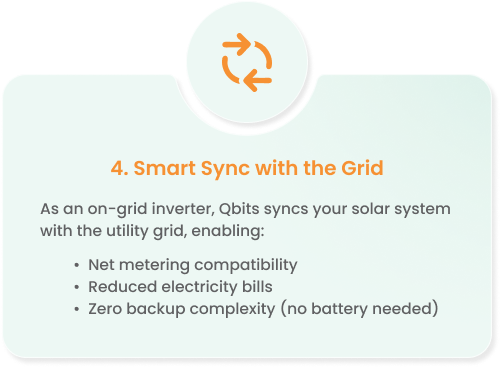 4. Smart Sync with the Grid
As an on-grid inverter, Qbits syncs your solar system
with the utility grid, enabling:
• Net metering compatibility
• Reduced electricity bills
• Zero backup complexity (no battery needed)